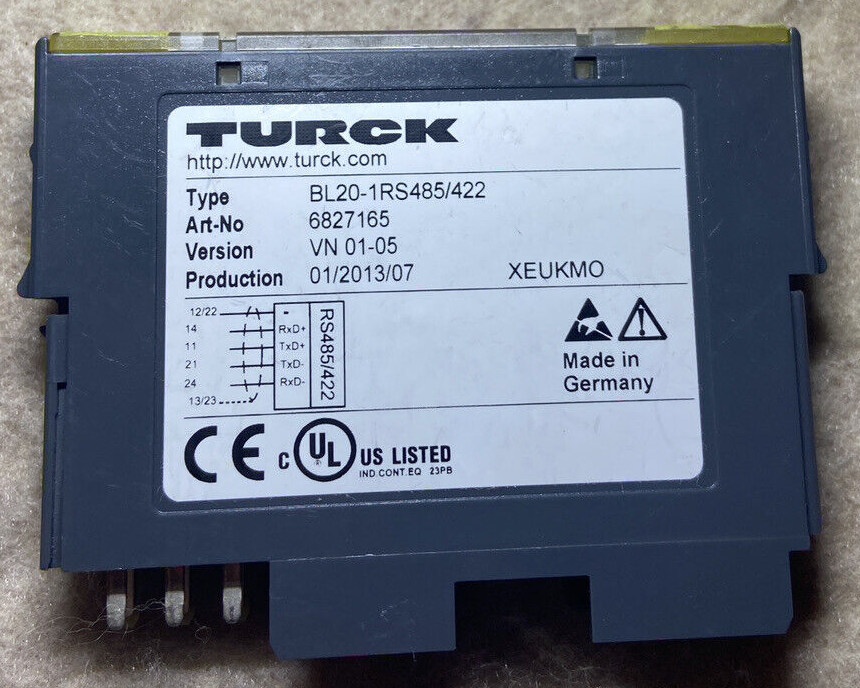 TURCK
http://www.turck.com
Type BL20-1RS485/422
Art-No 6827165
Version VN 01-05
Production 01/2013/07 XEUKMO
12/22 -
14 RxD+
11 TxD+
21 TxD-
24 RxD-
13/23
RS485/422
Made in
Germany
CE c UL US LISTED
IND.CONT.EQ 23PB